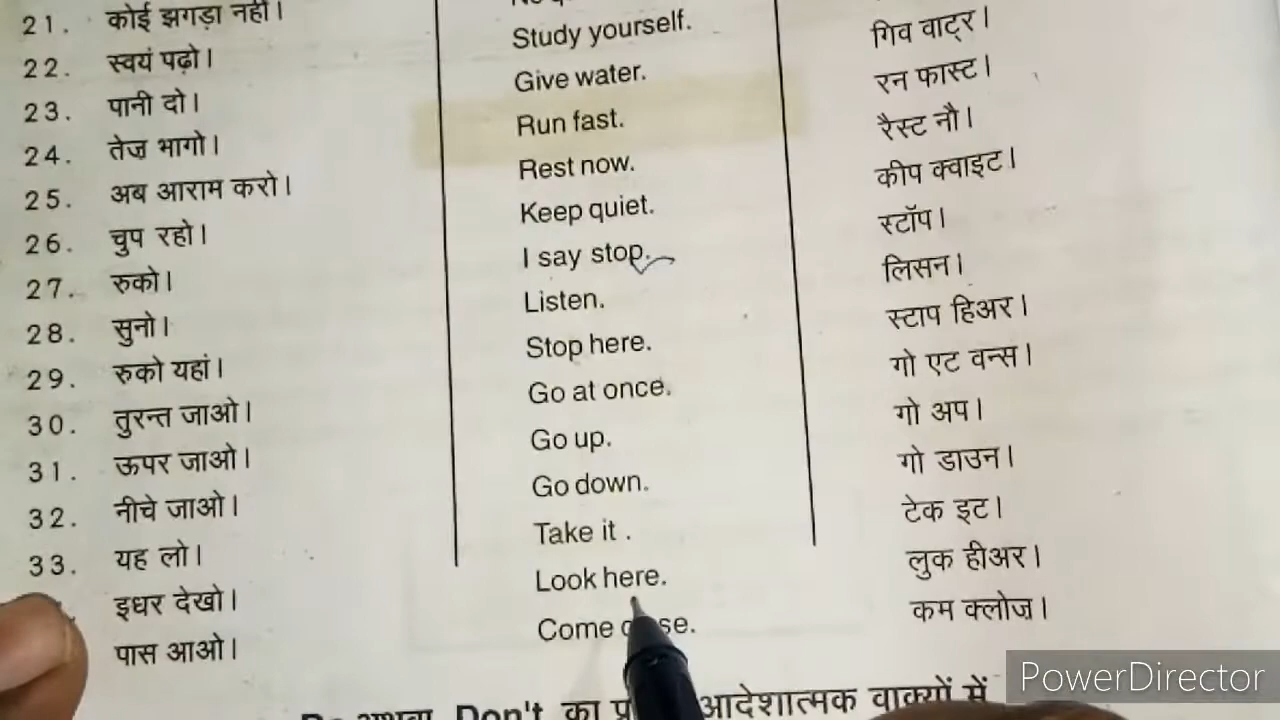 21. कोई झगड़ा नहीं।
22. स्वयं पढ़ो। Study yourself. गिव वाट्र।
23. पानी दो। Give water. रन फास्ट।
24. तेज़ भागो। Run fast. रैस्ट नौ।
25. अब आराम करो। Rest now. कीप क्वाइट।
26. चुप रहो। Keep quiet. स्टॉप।
27. रुको। I say stop. लिसन।
28. सुनो। Listen. स्टाप हिअर।
29. रुको यहां। Stop here. गो एट वन्स।
30. तुरन्त जाओ। Go at once. गो अप।
31. ऊपर जाओ। Go up. गो डाउन।
32. नीचे जाओ। Go down. टेक इट।
33. यह लो। Take it . लुक हीअर।
इधर देखो। Look here. कम क्लोज़।
पास आओ। Come
अथवा Don't का आदेशात्मक वाक्यों में
PowerDirector